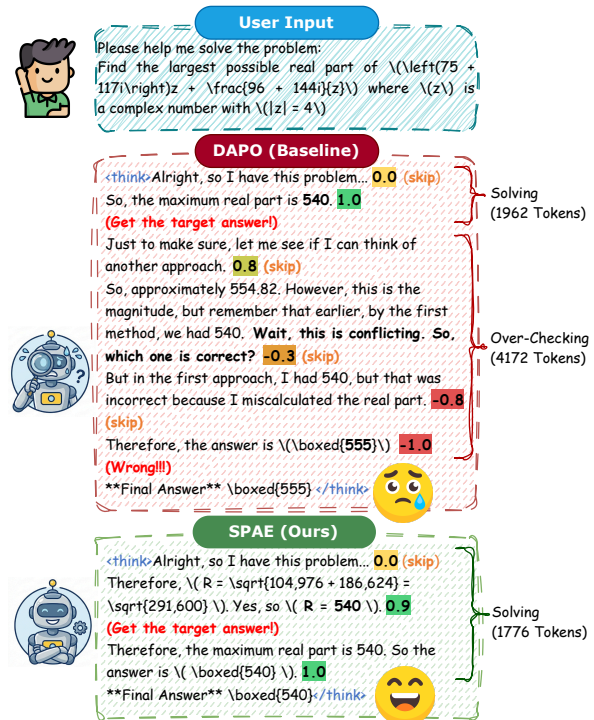 User Input
Please help me solve the problem:
Find the largest possible real part of \(\left(75 +
117i\right)z + \frac{96 + 144i}{z}\) where \(z\) is
a complex number with \(|z| = 4\)
DAPO (Baseline)
<think>Alright, so I have this problem... 0.0 (skip)
So, the maximum real part is 540. 1.0
(Get the target answer!)
Solving
(1962 Tokens)
Just to make sure, let me see if I can think of
another approach. 0.8 (skip)
So, approximately 554.82. However, this is the
magnitude, but remember that earlier, by the first
method, we had 540. Wait, this is conflicting. So,
which one is correct? -0.3 (skip)
But in the first approach, I had 540, but that was
incorrect because I miscalculated the real part. -0.8
(skip)
Therefore, the answer is \(\boxed{555}\) -1.0
(Wrong!!!)
Over-Checking
(4172 Tokens)
**Final Answer** \boxed{555} </think>
?
SPAE (Ours)
<think>Alright, so I have this problem... 0.0 (skip)
Therefore, \( R = \sqrt{104,976 + 186,624} =
\sqrt{291,600} \). Yes, so \( R = 540 \). 0.9
(Get the target answer!)
Therefore, the maximum real part is 540. So the
answer is \( \boxed{540} \). 1.0
Solving
(1776 Tokens)
**Final Answer** \boxed{540}</think>